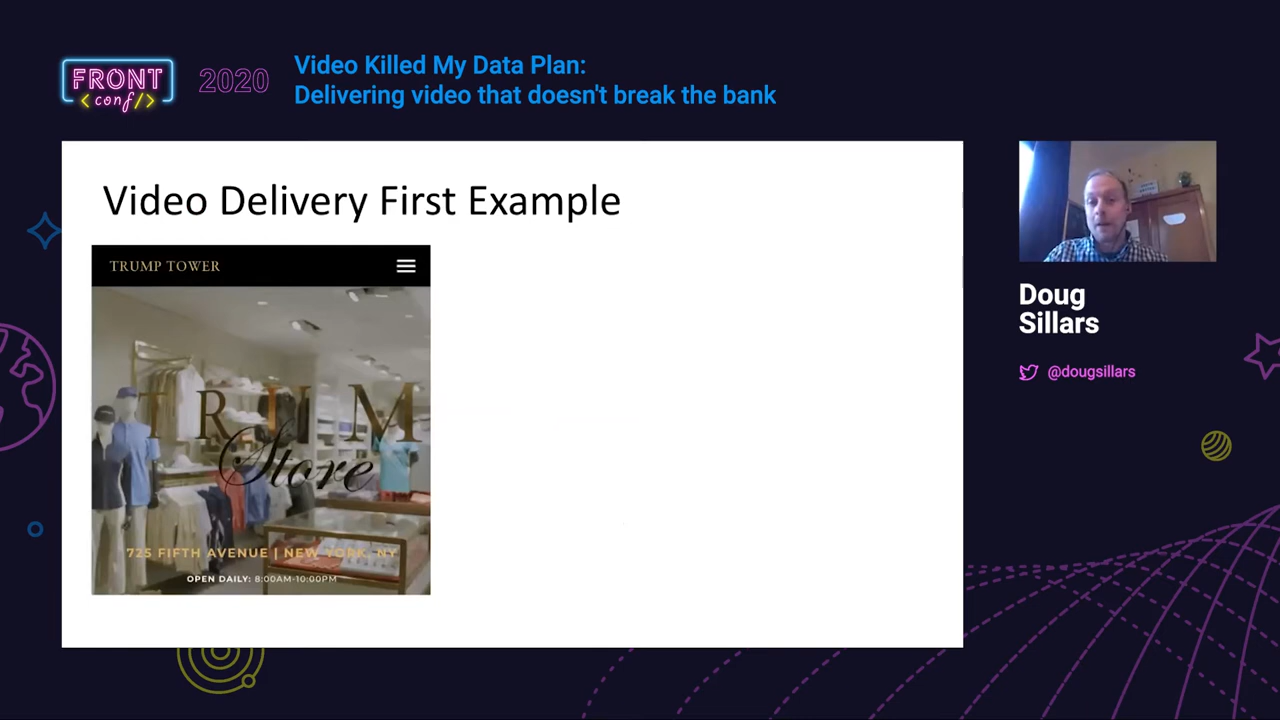 FRONT
<conf/>
2020
Video Killed My Data Plan:
Delivering video that doesn't break the bank
Video Delivery First Example
TRUMP TOWER
TRUM
Store
725 FIFTH AVENUE | NEW YORK, NY
OPEN DAILY: 8:00AM-10:00PM
Doug
Sillars
@dougsillars